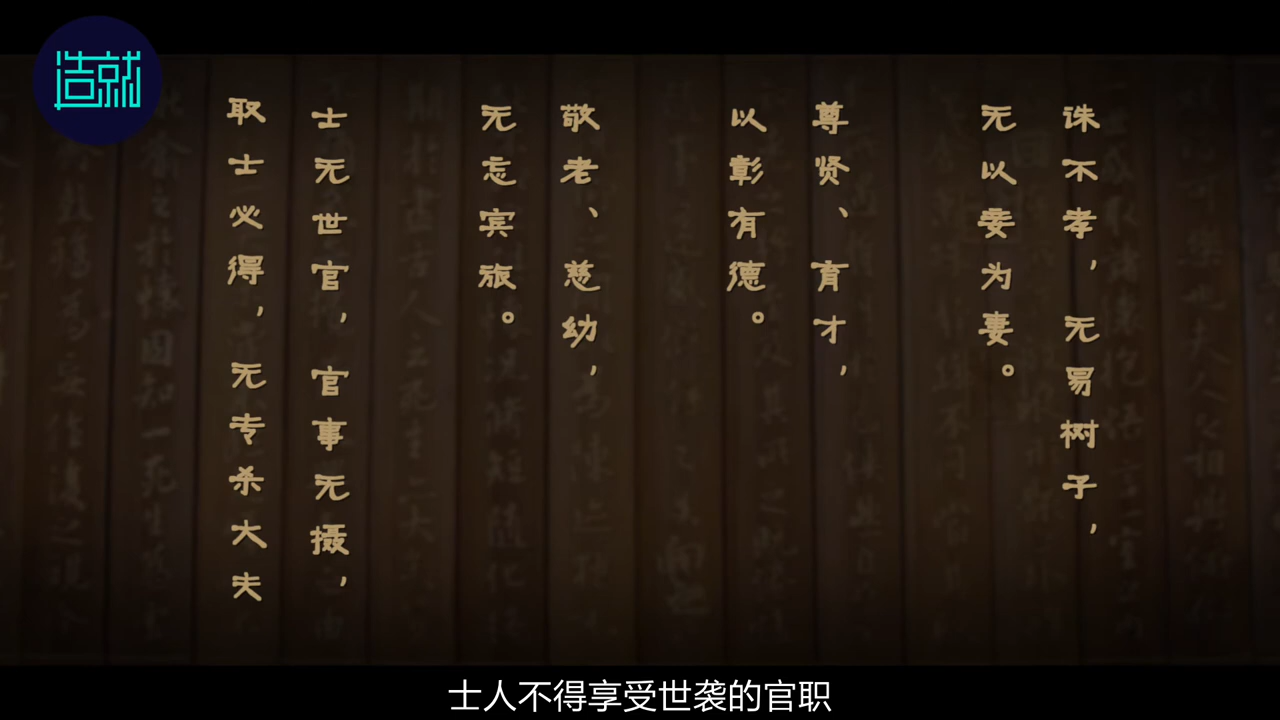 造就
诛不孝，无易树子，
无以妾为妻。
尊贤、育才，
以彰有德。
敬老、慈幼，
无忘宾旅。
士无世官，官事无摄，
取士必得，无专杀大夫
士人不得享受世袭的官职